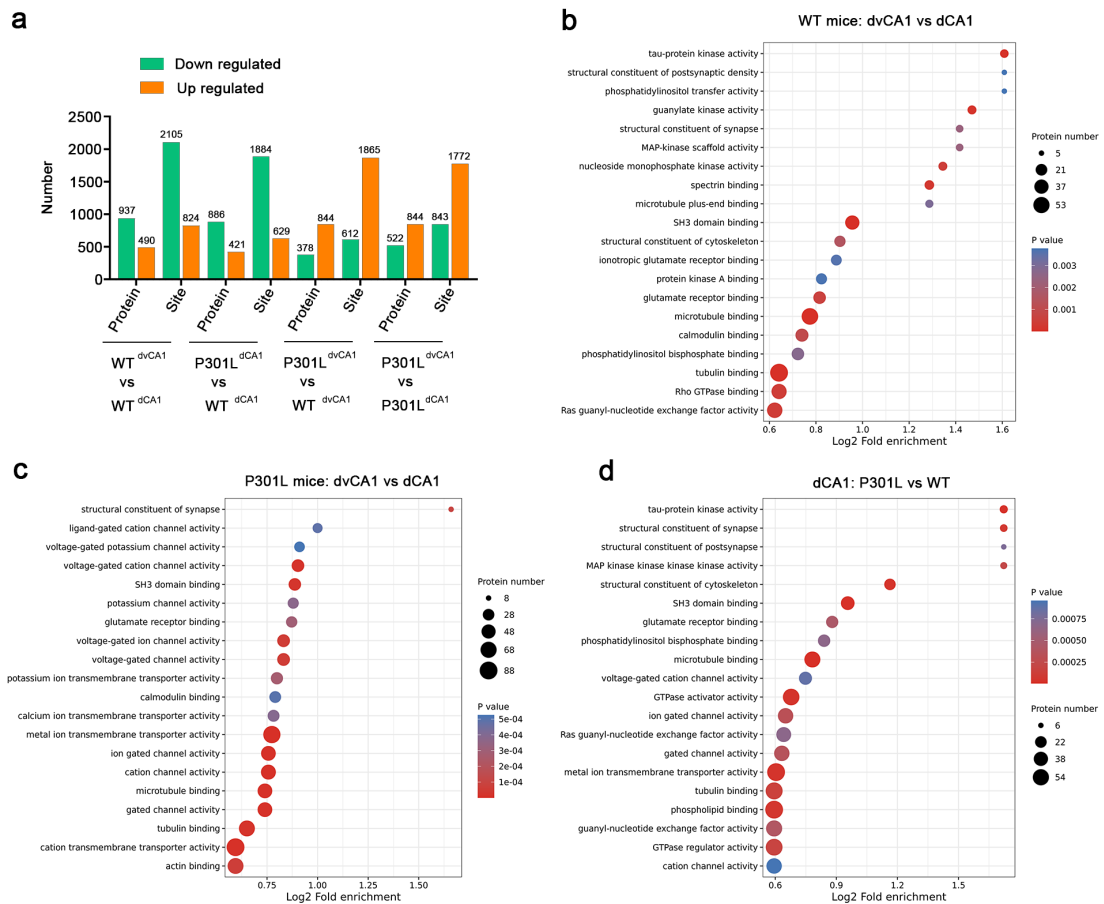 a
Down regulated
Up regulated
Number
2500
2000
1500
1000
500
0
937
490
2105
824
886
421
1884
629
378
844
612
1865
522
844
843
1772
Protein
Site
Protein
Site
Protein
Site
Protein
Site
WT dvCA1
vs
WT dCA1
P301L dCA1
vs
WT dCA1
P301L dvCA1
vs
WT dvCA1
P301L dvCA1
vs
P301L dCA1
b
WT mice: dvCA1 vs dCA1
tau-protein kinase activity
structural constituent of postsynaptic density
phosphatidylinositol transfer activity
guanylate kinase activity
structural constituent of synapse
MAP-kinase scaffold activity
nucleoside monophosphate kinase activity
spectrin binding
microtubule plus-end binding
SH3 domain binding
structural constituent of cytoskeleton
ionotropic glutamate receptor binding
protein kinase A binding
glutamate receptor binding
microtubule binding
calmodulin binding
phosphatidylinositol bisphosphate binding
tubulin binding
Rho GTPase binding
Ras guanyl-nucleotide exchange factor activity
0.6 0.8 1.0 1.2 1.4 1.6
Log2 Fold enrichment
Protein number
5
21
37
53
P value
0.003
0.002
0.001
c
P301L mice: dvCA1 vs dCA1
structural constituent of synapse
ligand-gated cation channel activity
voltage-gated potassium channel activity
voltage-gated cation channel activity
SH3 domain binding
potassium channel activity
glutamate receptor binding
voltage-gated ion channel activity
voltage-gated channel activity
potassium ion transmembrane transporter activity
calmodulin binding
calcium ion transmembrane transporter activity
metal ion transmembrane transporter activity
ion gated channel activity
cation channel activity
microtubule binding
gated channel activity
tubulin binding
cation transmembrane transporter activity
actin binding
0.75 1.00 1.25 1.50
Log2 Fold enrichment
Protein number
8
28
48
68
88
P value
5e-04
4e-04
3e-04
2e-04
1e-04
d
dCA1: P301L vs WT
tau-protein kinase activity
structural constituent of synapse
structural constituent of postsynapse
MAP kinase kinase kinase kinase activity
structural constituent of cytoskeleton
SH3 domain binding
glutamate receptor binding
phosphatidylinositol bisphosphate binding
microtubule binding
voltage-gated cation channel activity
GTPase activator activity
ion gated channel activity
Ras guanyl-nucleotide exchange factor activity
gated channel activity
metal ion transmembrane transporter activity
tubulin binding
phospholipid binding
guanyl-nucleotide exchange factor activity
GTPase regulator activity
cation channel activity
0.6 0.9 1.2 1.5
Log2 Fold enrichment
P value
0.00075
0.00050
0.00025
Protein number
6
22
38
54